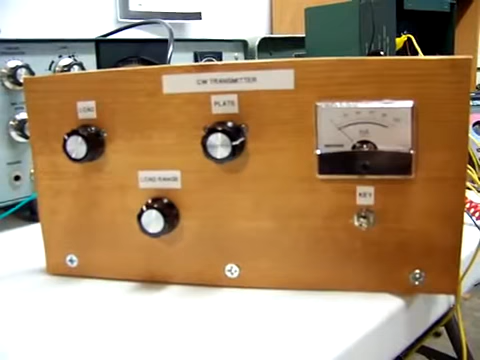 CW TRANSMITTER
LOAD
PLATE
LOAD RANGE
KEY